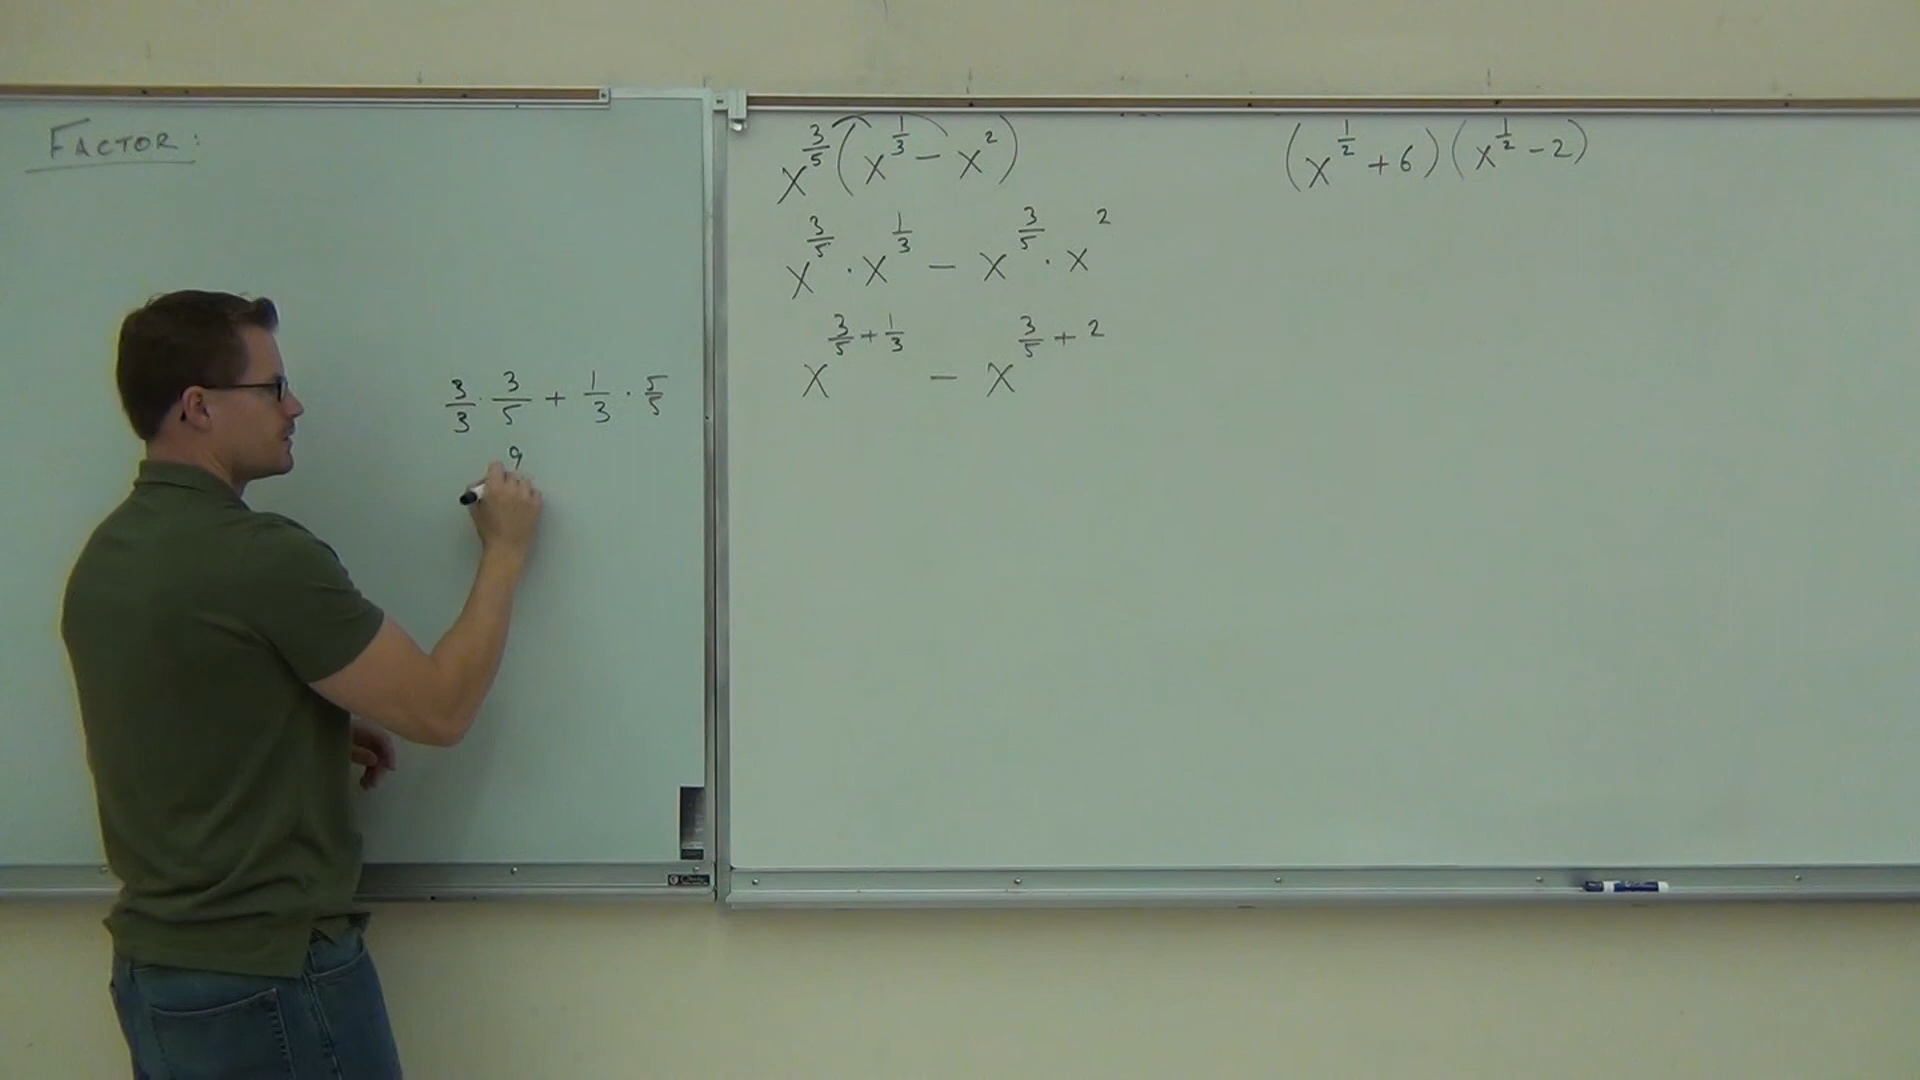 FACTOR:
3/3 · 3/5 + 1/3 · 5/5
9
x^(3/5) (x^(1/3) − x^2)
x^(3/5) · x^(1/3) − x^(3/5) · x^2
x^(3/5 + 1/3) − x^(3/5 + 2)
(x^(1/2) + 6)(x^(1/2) − 2)